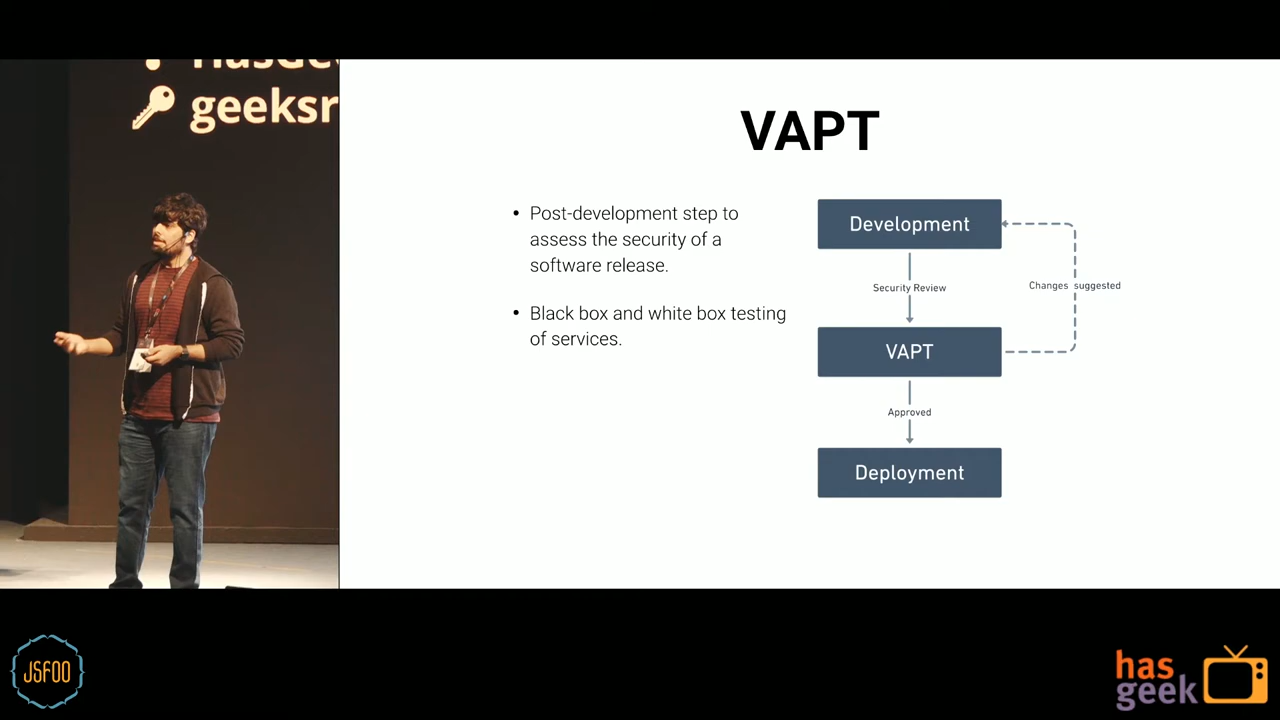 geeksr
VAPT
• Post-development step to
assess the security of a
software release.
• Black box and white box testing
of services.
Development
Security Review
Changes suggested
VAPT
Approved
Deployment
JSFOO
has
geek